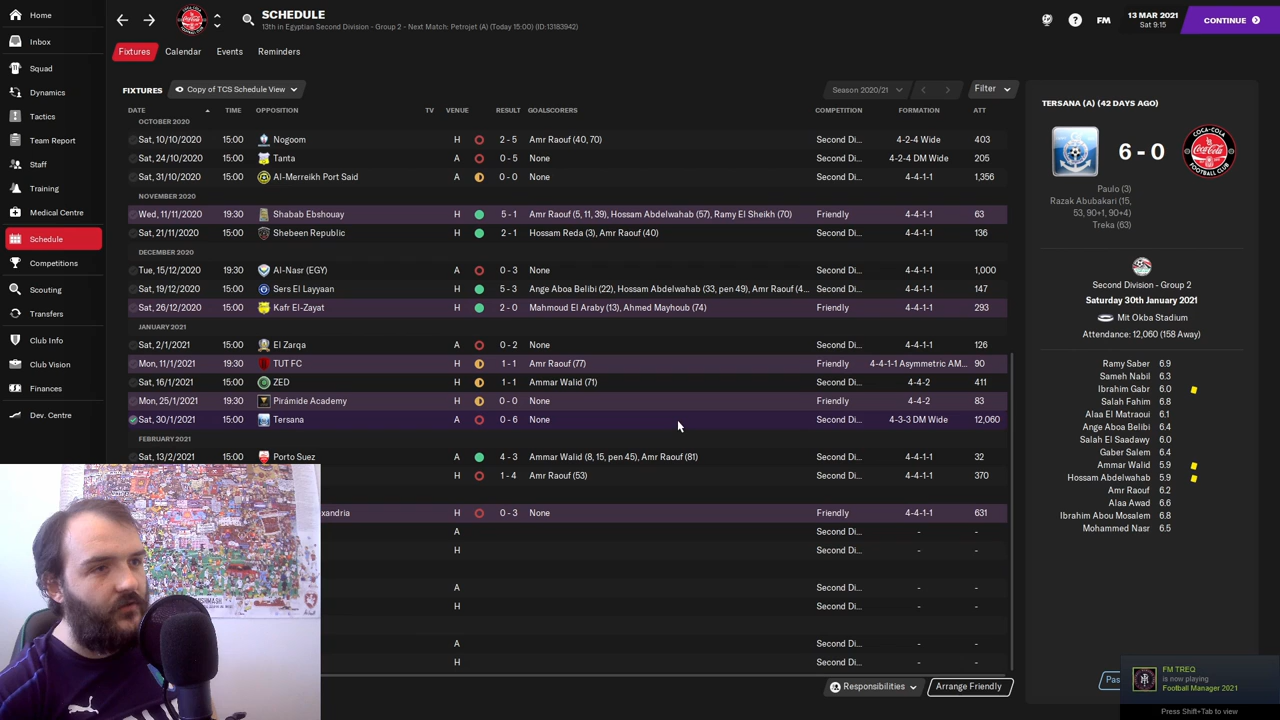 SCHEDULE
13th in Egyptian Second Division - Group 2 - Next Match: Petrojet (A) (Today 15:00) (ID:13183942)
FM
13 MAR 2021
Sat 9:15
CONTINUE
Home
Inbox
Squad
Dynamics
Tactics
Team Report
Staff
Training
Medical Centre
Schedule
Competitions
Scouting
Transfers
Club Info
Club Vision
Finances
Dev. Centre
Fixtures
Calendar
Events
Reminders
FIXTURES
Copy of TCS Schedule View
Season 2020/21
Filter
DATE TIME OPPOSITION TV VENUE RESULT GOALSCORERS COMPETITION FORMATION ATT
OCTOBER 2020
Sat, 10/10/2020 15:00 Nogoom H 2 - 5 Amr Raouf (40, 70) Second Di... 4-2-4 Wide 403
Sat, 24/10/2020 15:00 Tanta A 0 - 5 None Second Di... 4-2-4 DM Wide 205
Sat, 31/10/2020 15:00 Al-Merreikh Port Said A 0 - 0 None Second Di... 4-4-1-1 1,356
NOVEMBER 2020
Wed, 11/11/2020 19:30 Shabab Ebshouay H 5 - 1 Amr Raouf (5, 11, 39), Hossam Abdelwahab (57), Ramy El Sheikh (70) Friendly 4-4-1-1 63
Sat, 21/11/2020 15:00 Shebeen Republic H 2 - 1 Hossam Reda (3), Amr Raouf (40) Second Di... 4-4-1-1 136
DECEMBER 2020
Tue, 15/12/2020 19:30 Al-Nasr (EGY) A 0 - 3 None Second Di... 4-4-1-1 1,000
Sat, 19/12/2020 15:00 Sers El Layyaan H 5 - 3 Ange Aboa Belibi (22), Hossam Abdelwahab (33, pen 49), Amr Raouf (4... Second Di... 4-4-1-1 147
Sat, 26/12/2020 15:00 Kafr El-Zayat H 2 - 0 Mahmoud El Araby (13), Ahmed Mayhoub (74) Friendly 4-4-1-1 293
JANUARY 2021
Sat, 2/1/2021 15:00 El Zarqa A 0 - 2 None Second Di... 4-4-1-1 126
Mon, 11/1/2021 19:30 TUT FC H 1 - 1 Amr Raouf (77) Friendly 4-4-1-1 Asymmetric AM... 90
Sat, 16/1/2021 15:00 ZED H 1 - 1 Ammar Walid (71) Second Di... 4-4-2 411
Mon, 25/1/2021 19:30 Pirámide Academy H 0 - 0 None Friendly 4-4-2 83
Sat, 30/1/2021 15:00 Tersana A 0 - 6 None Second Di... 4-3-3 DM Wide 12,060
FEBRUARY 2021
Sat, 13/2/2021 15:00 Porto Suez A 4 - 3 Ammar Walid (8, 15, pen 45), Amr Raouf (81) Second Di... 4-4-1-1 32
H 1 - 4 Amr Raouf (53) Second Di... 4-4-1-1 370
xandria H 0 - 3 None Friendly 4-4-1-1 631
A Second Di... - -
H Second Di... - -
A Second Di... - -
H Second Di... - -
A Second Di... - -
H Second Di... - -
Responsibilities
Arrange Friendly
TERSANA (A) (42 DAYS AGO)
6 - 0
COCA-COLA
Coca-Cola
FOOTBALL CLUB
Paulo (3)
Razak Abubakari (15,
53, 90+1, 90+4)
Treka (63)
Second Division - Group 2
Saturday 30th January 2021
Mit Okba Stadium
Attendance: 12,060 (158 Away)
Ramy Saber 6.9
Sameh Nabil 6.3
Ibrahim Gabr 6.0
Salah Fahim 6.8
Alaa El Matraoui 6.1
Ange Aboa Belibi 6.4
Salah El Saadawy 6.0
Gaber Salem 6.4
Ammar Walid 5.9
Hossam Abdelwahab 5.9
Amr Raouf 6.2
Alaa Awad 6.6
Ibrahim Abou Mosalem 6.8
Mohammed Nasr 6.5
Pas
FM TREQ
is now playing
Football Manager 2021
Press Shift+Tab to view